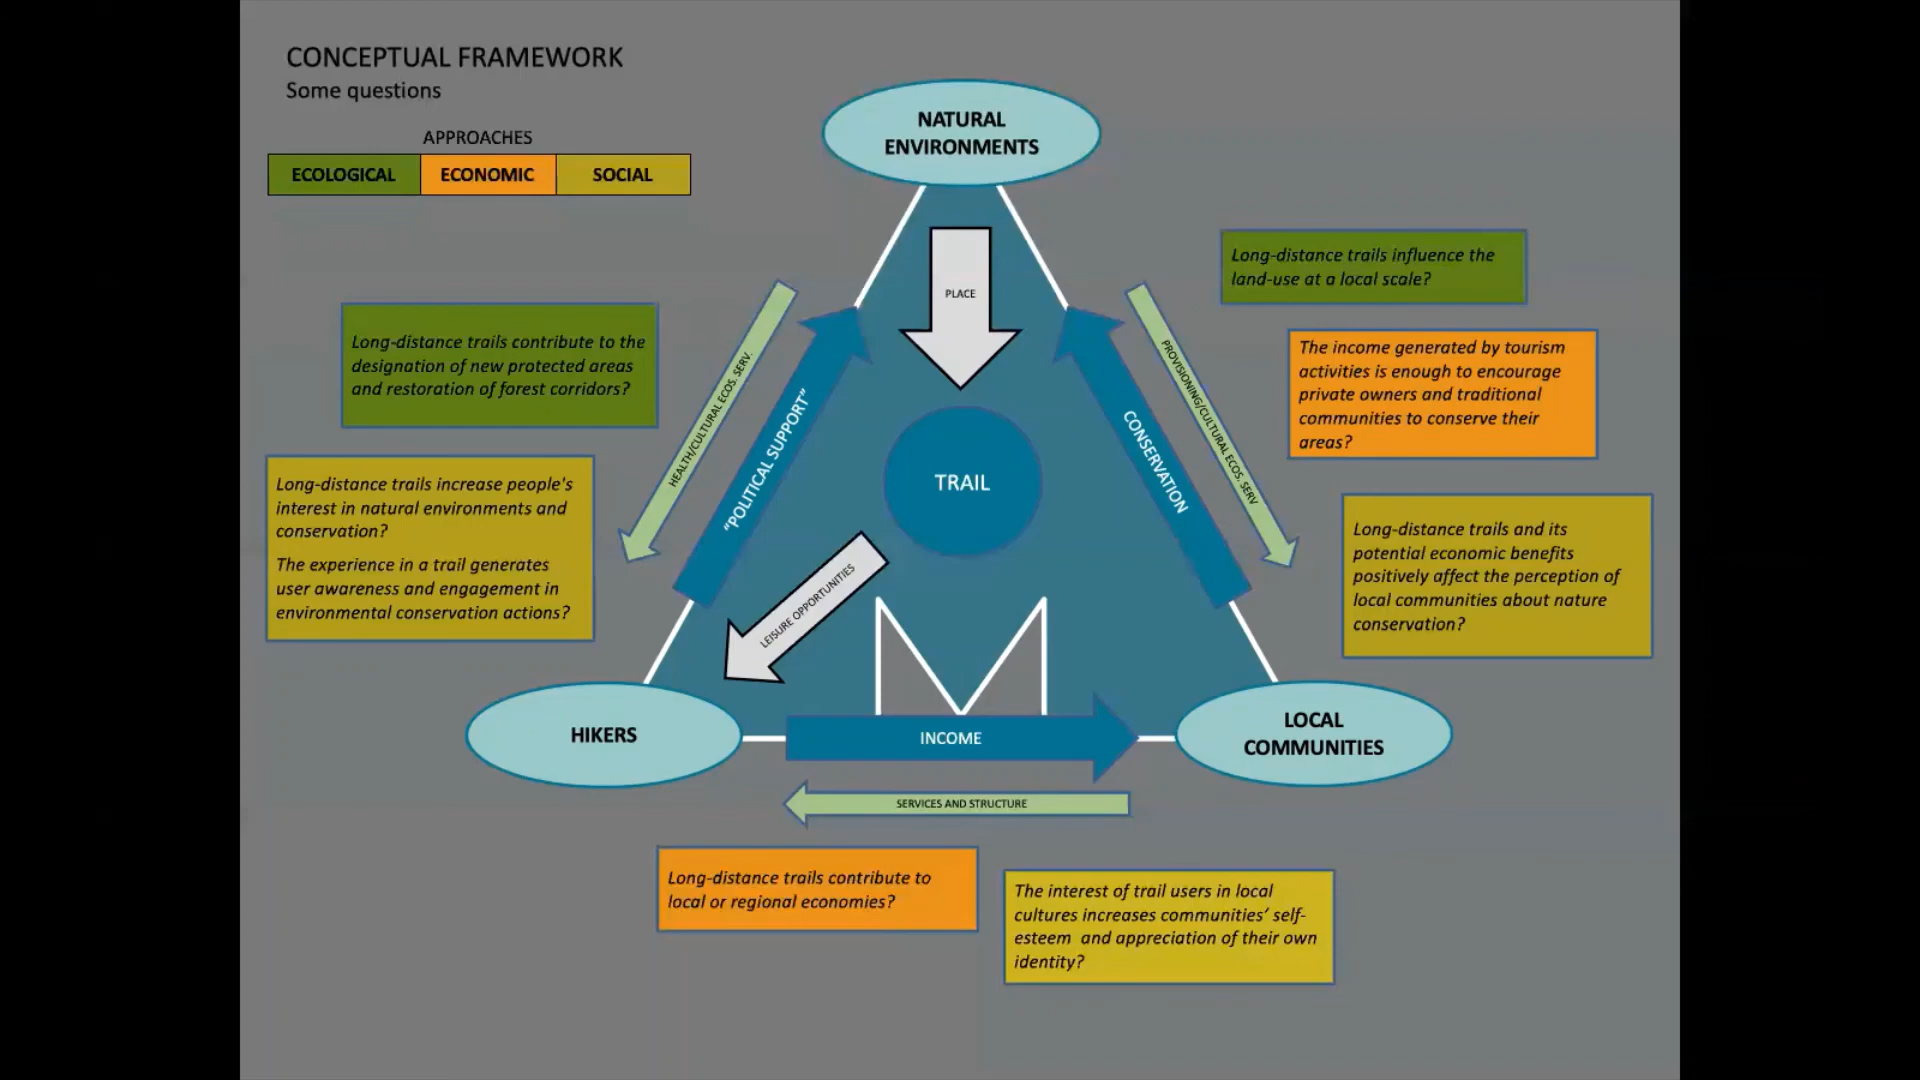 CONCEPTUAL FRAMEWORK
Some questions
APPROACHES
ECOLOGICAL ECONOMIC SOCIAL
NATURAL
ENVIRONMENTS
PLACE
TRAIL
LEISURE OPPORTUNITIES
HEALTH/CULTURAL ECOS. SERV.
"POLITICAL SUPPORT"
CONSERVATION
PROVISIONING/CULTURAL ECOS. SERV
Long-distance trails influence the
land-use at a local scale?
Long-distance trails contribute to the
designation of new protected areas
and restoration of forest corridors?
The income generated by tourism
activities is enough to encourage
private owners and traditional
communities to conserve their
areas?
Long-distance trails increase people's
interest in natural environments and
conservation?
The experience in a trail generates
user awareness and engagement in
environmental conservation actions?
Long-distance trails and its
potential economic benefits
positively affect the perception of
local communities about nature
conservation?
HIKERS
INCOME
LOCAL
COMMUNITIES
SERVICES AND STRUCTURE
Long-distance trails contribute to
local or regional economies?
The interest of trail users in local
cultures increases communities’ self-
esteem  and appreciation of their own
identity?